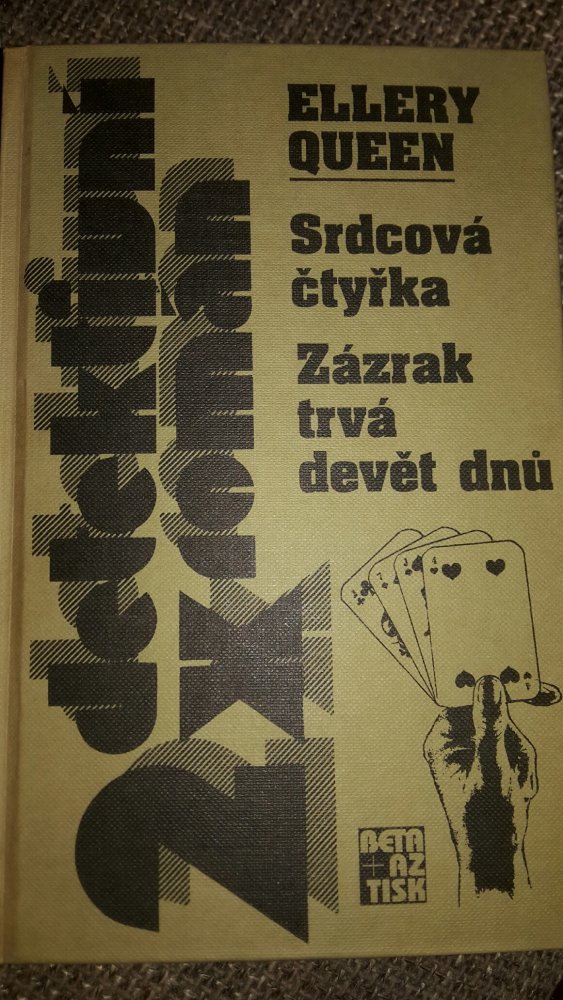 ELLERY
QUEEN
Srdcová
čtyřka
Zázrak
trvá
devět dnů
2x detektivní
román
BETA
+AZ
TISK